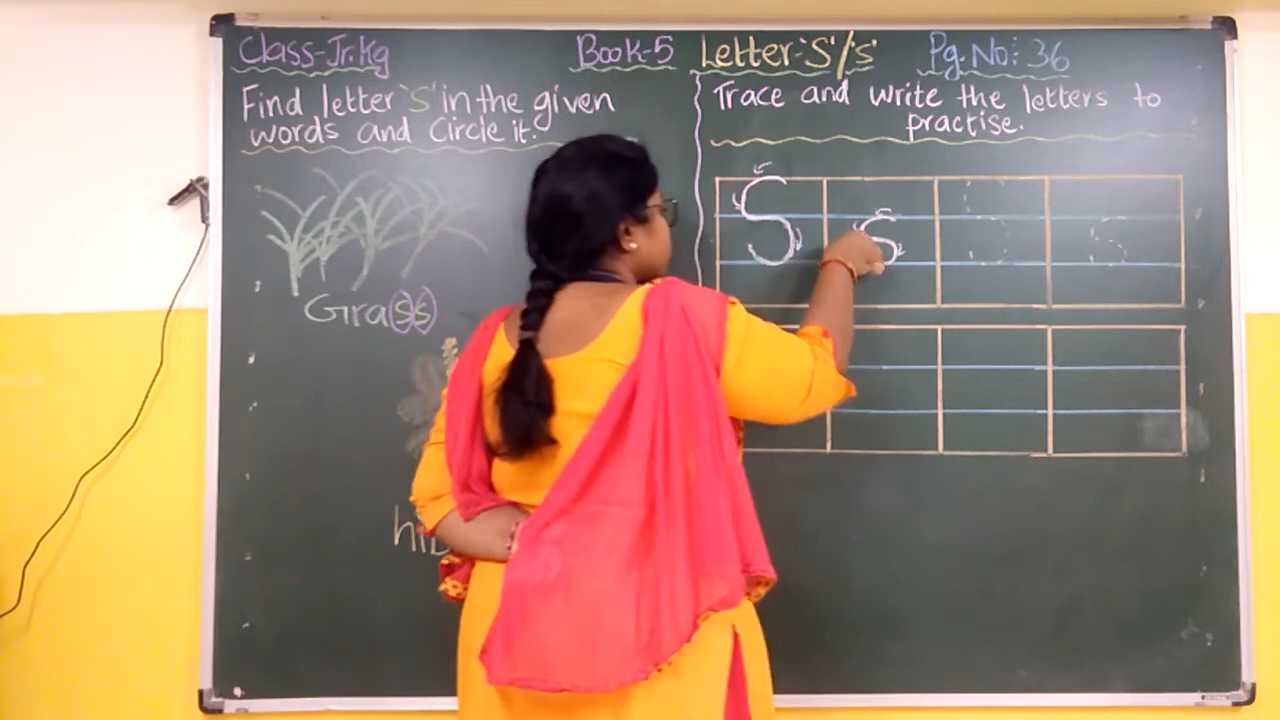 Class-Jr.Kg
Book-5
Letter-'S'/'s'
Pg.No: 36
Find letter 'S' in the given
words and Circle it.
Trace and write the letters to
practise.
S s S s
Grass